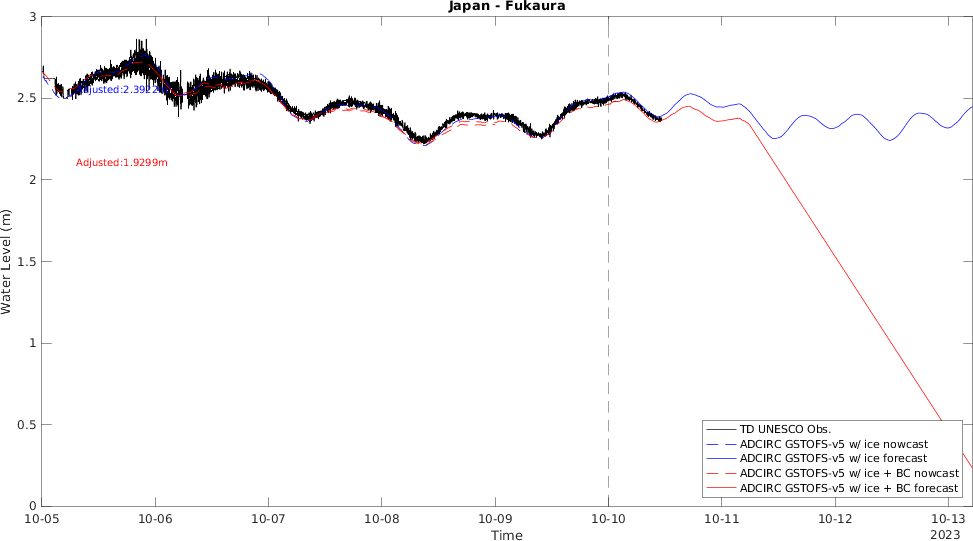 Japan - Fukaura
3
2.5
2
1.5
1
0.5
0
Water Level (m)
Adjusted:2.3922m
Adjusted:1.9299m
TD UNESCO Obs.
ADCIRC GSTOFS-v5 w/ ice nowcast
ADCIRC GSTOFS-v5 w/ ice forecast
ADCIRC GSTOFS-v5 w/ ice + BC nowcast
ADCIRC GSTOFS-v5 w/ ice + BC forecast
10-05 10-06 10-07 10-08 10-09 10-10 10-11 10-12 10-13
2023
Time